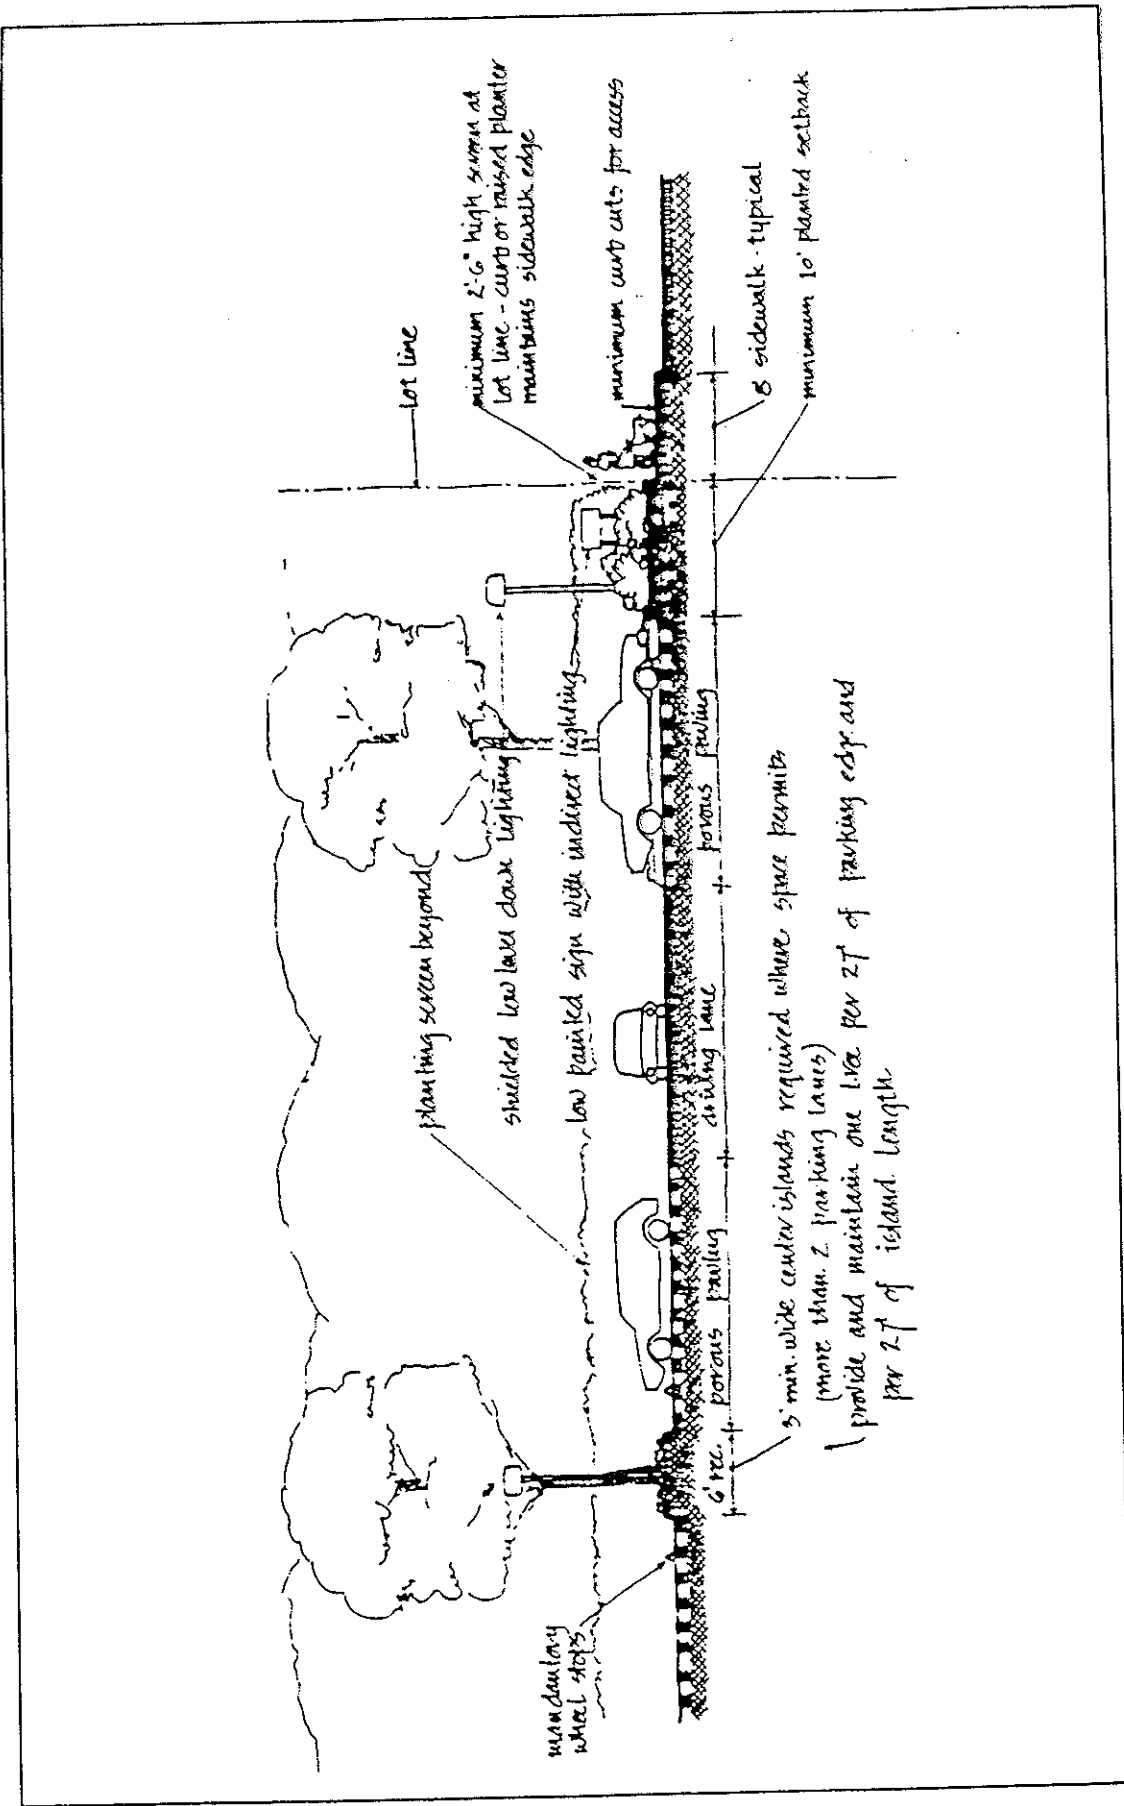 lot line
minimum 2'-6" high screen at
lot line - curb or raised planter
maintains sidewalk edge
minimum curb cuts for access
8' sidewalk - typical
minimum 10' planted setback
planting screen beyond
shielded low level down lighting
low painted sign with indirect lighting
mandatory
wheel stops
6' rec.
porous paving
driving lane
porous paving
3' min. wide center islands required where space permits
(more than 2 parking lanes)
provide and maintain one tree per 27' of parking edge and
per 27' of island length